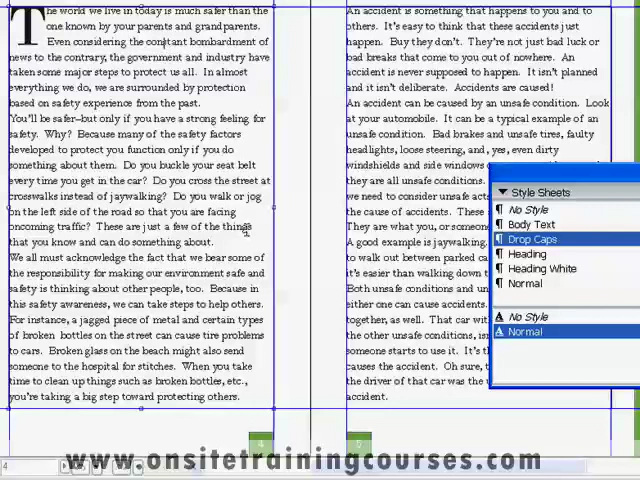 The world we live in today is much safer than the
one known by your parents and grandparents.
Even considering the constant bombardment of
news to the contrary, the government and industry have
taken some major steps to protect us all. In almost
everything we do, we are surrounded by protection
based on safety experience from the past.
You'll be safer–but only if you have a strong feeling for
safety. Why? Because many of the safety factors
developed to protect you function only if you do
something about them. Do you buckle your seat belt
every time you get in the car? Do you cross the street at
crosswalks instead of jaywalking? Do you walk or jog
on the left side of the road so that you are facing
oncoming traffic? These are just a few of the things
that you know and can do something about.
We all must acknowledge the fact that we bear some of
the responsibility for making our environment safe and
safety is thinking about other people, too. Because in
this safety awareness, we can take steps to help others.
For instance, a jagged piece of metal and certain types
of broken bottles on the street can cause tire problems
to cars. Broken glass on the beach might also send
someone to the hospital for stitches. When you take
time to clean up things such as broken bottles, etc.,
you're taking a big step toward protecting others.
4
An accident is something that happens to you and to
others. It's easy to think that these accidents just
happen. Buy they don't. They're not just bad luck or
bad breaks that come to you out of nowhere. An
accident is never supposed to happen. It isn't planned
and it isn't deliberate. Accidents are caused!
An accident can be caused by an unsafe condition. Look
at your automobile. It can be a typical example of an
unsafe condition. Bad brakes and unsafe tires, faulty
headlights, loose steering, and, yes, even dirty
windshields and side windows
they are all unsafe conditions.
we need to consider unsafe acts
the cause of accidents. These
They are what you, or someone
A good example is jaywalking.
to walk out between parked ca
it's easier than walking down t
Both unsafe conditions and un
either one can cause accidents.
together, as well. That car wit
the other unsafe conditions, isn
someone starts to use it. It's th
causes the accident. Oh sure, t
the driver of that car was the u
accident.
5
Style Sheets
No Style
Body Text
Drop Caps
Heading
Heading White
Normal
No Style
Normal
4
www.onsitetrainingcourses.com